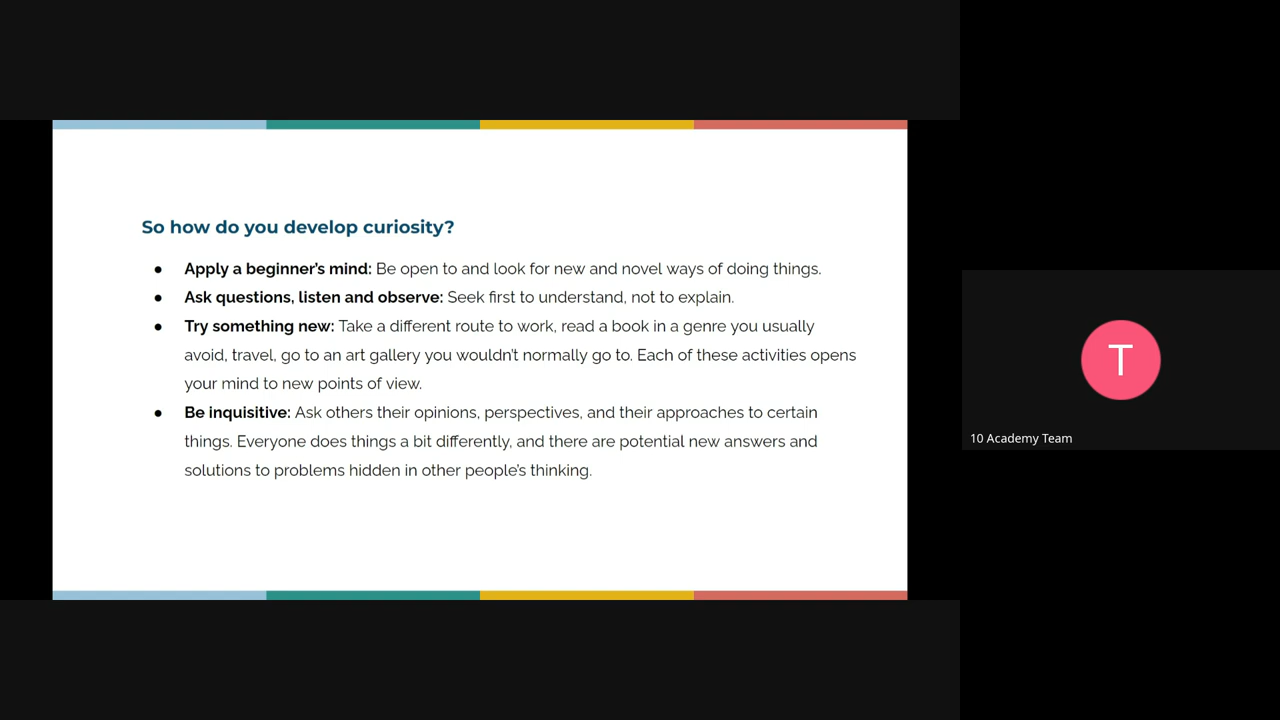 So how do you develop curiosity?
● Apply a beginner’s mind: Be open to and look for new and novel ways of doing things.
● Ask questions, listen and observe: Seek first to understand, not to explain.
● Try something new: Take a different route to work, read a book in a genre you usually
avoid, travel, go to an art gallery you wouldn’t normally go to. Each of these activities opens
your mind to new points of view.
● Be inquisitive: Ask others their opinions, perspectives, and their approaches to certain
things. Everyone does things a bit differently, and there are potential new answers and
solutions to problems hidden in other people’s thinking.
T
10 Academy Team